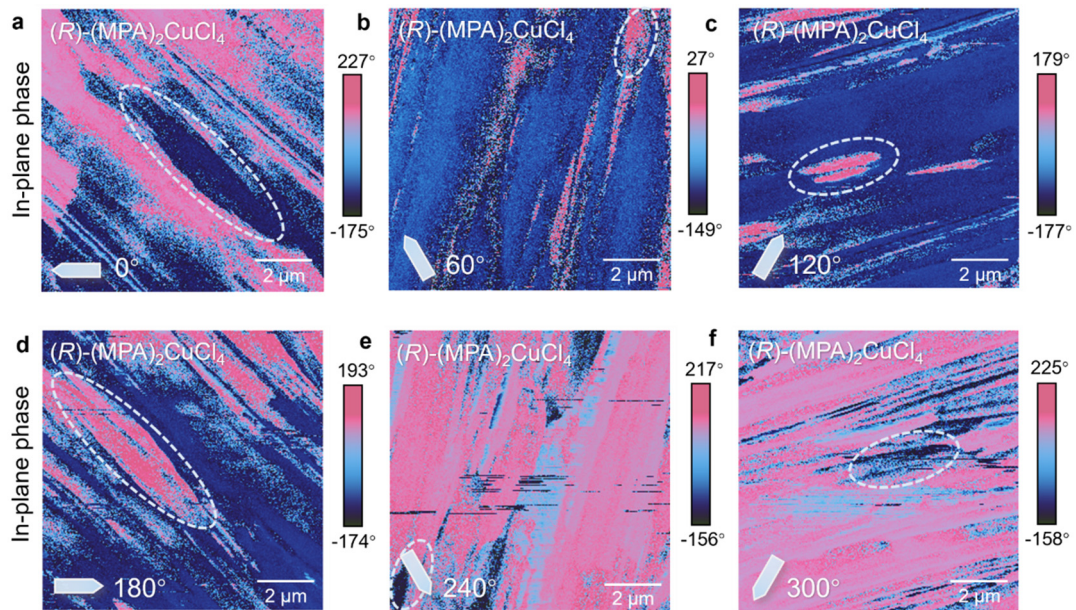 a
(R)-(MPA)₂CuCl₄
In-plane phase
227°
-175°
0°
2 μm
b
(R)-(MPA)₂CuCl₄
27°
-149°
60°
2 μm
c
(R)-(MPA)₂CuCl₄
179°
-177°
120°
2 μm
d
(R)-(MPA)₂CuCl₄
In-plane phase
193°
-174°
180°
2 μm
e
(R)-(MPA)₂CuCl₄
217°
-156°
240°
2 μm
f
(R)-(MPA)₂CuCl₄
225°
-158°
300°
2 μm